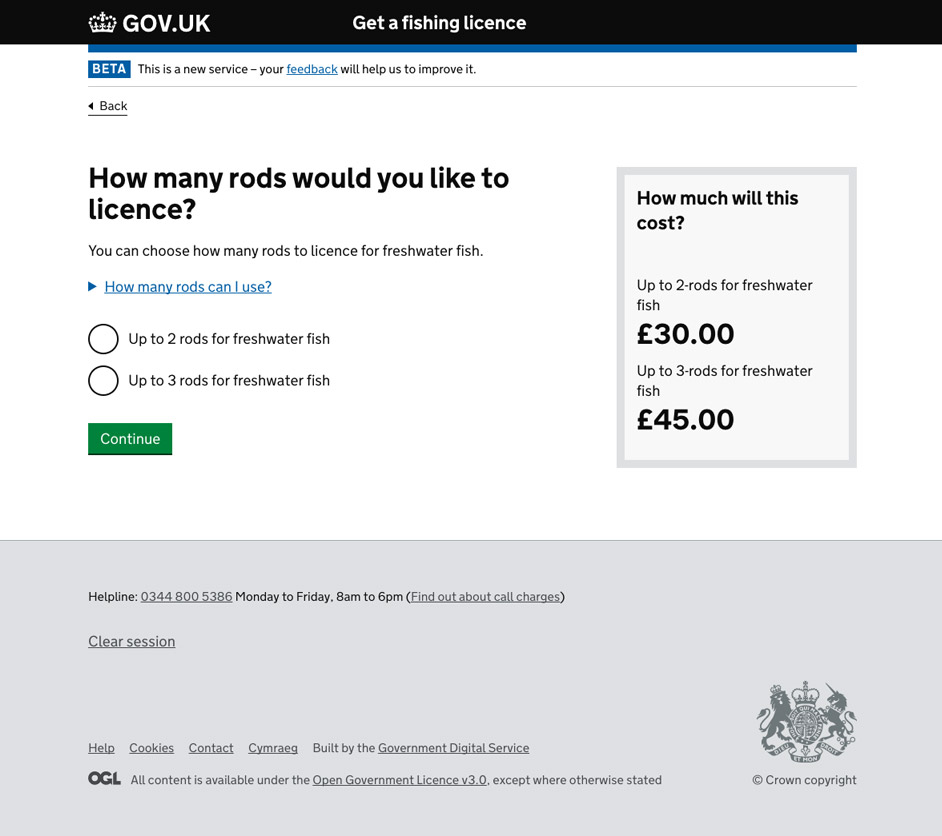 GOV.UK
Get a fishing licence
BETA This is a new service – your feedback will help us to improve it.
Back
How many rods would you like to
licence?
You can choose how many rods to licence for freshwater fish.
How many rods can I use?
Up to 2 rods for freshwater fish
Up to 3 rods for freshwater fish
Continue
How much will this
cost?
Up to 2-rods for freshwater
fish
£30.00
Up to 3-rods for freshwater
fish
£45.00
Helpline: 0344 800 5386 Monday to Friday, 8am to 6pm (Find out about call charges)
Clear session
Help Cookies Contact Cymraeg Built by the Government Digital Service
OGL All content is available under the Open Government Licence v3.0, except where otherwise stated
© Crown copyright